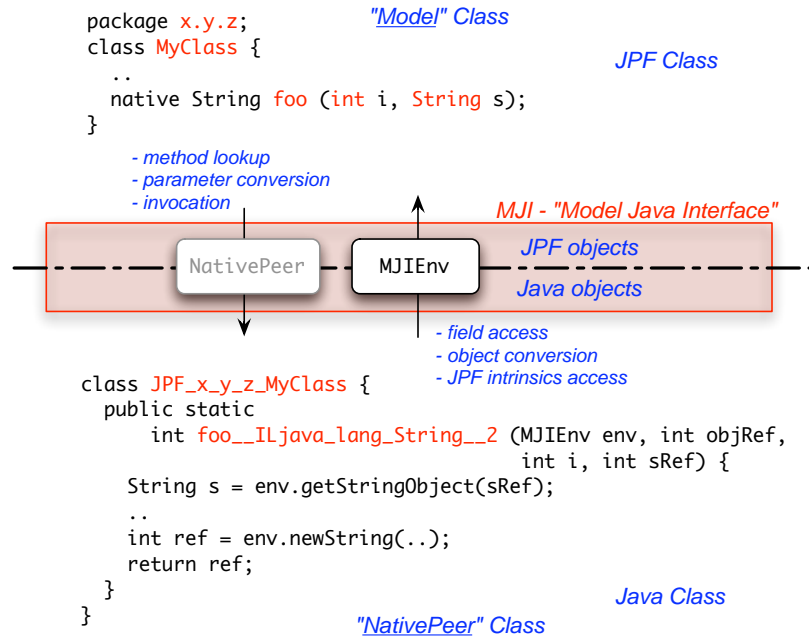 package x.y.z;
"Model" Class
class MyClass {
JPF Class
..
native String foo (int i, String s);
}
- method lookup
- parameter conversion
- invocation
MJI - "Model Java Interface"
JPF objects
NativePeer
MJIEnv
Java objects
- field access
- object conversion
- JPF intrinsics access
class JPF_x_y_z_MyClass {
public static
int foo__ILjava_lang_String__2 (MJIEnv env, int objRef,
int i, int sRef) {
String s = env.getStringObject(sRef);
..
int ref = env.newString(..);
return ref;
}
Java Class
}
"NativePeer" Class